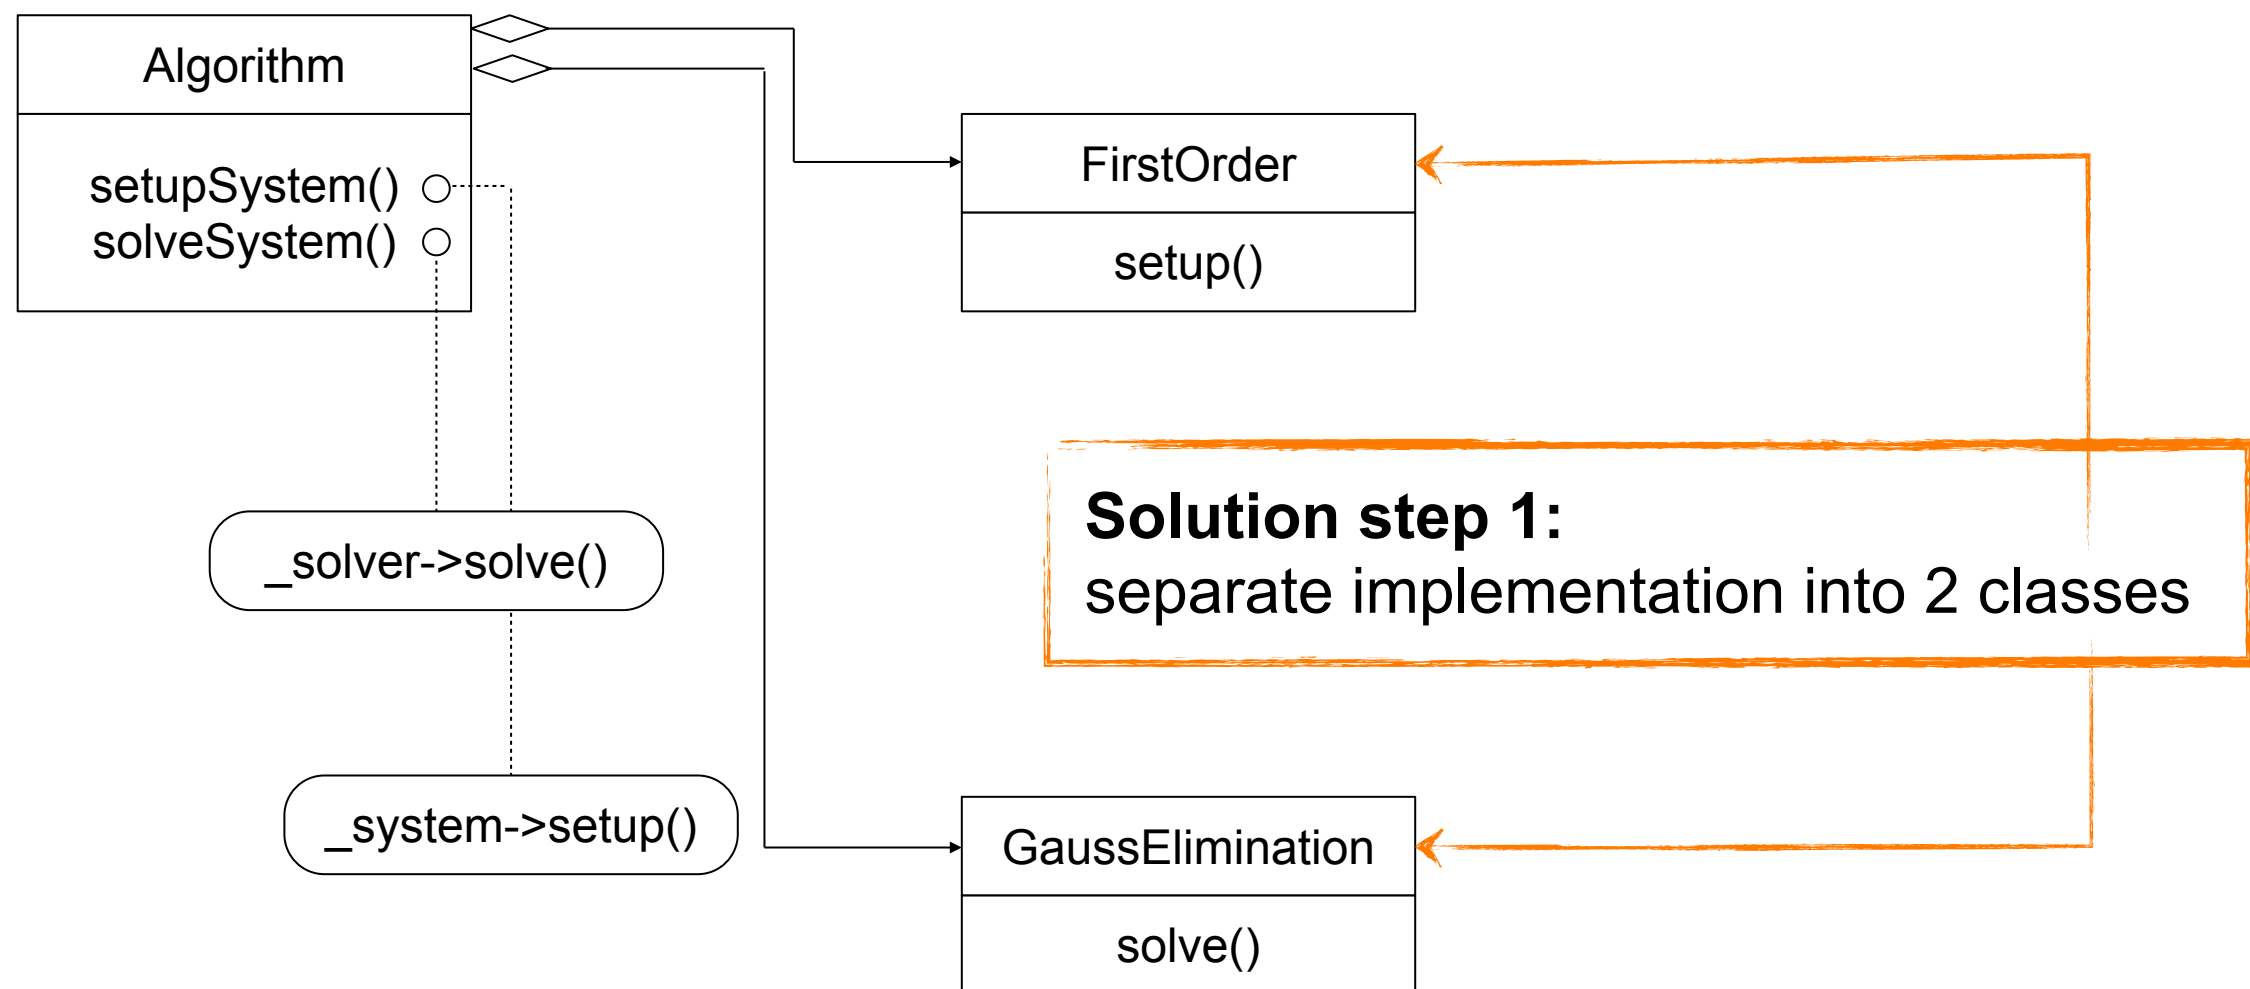 Algorithm
setupSystem()
solveSystem()
FirstOrder
setup()
Solution step 1:
separate implementation into 2 classes
_solver->solve()
_system->setup()
GaussElimination
solve()